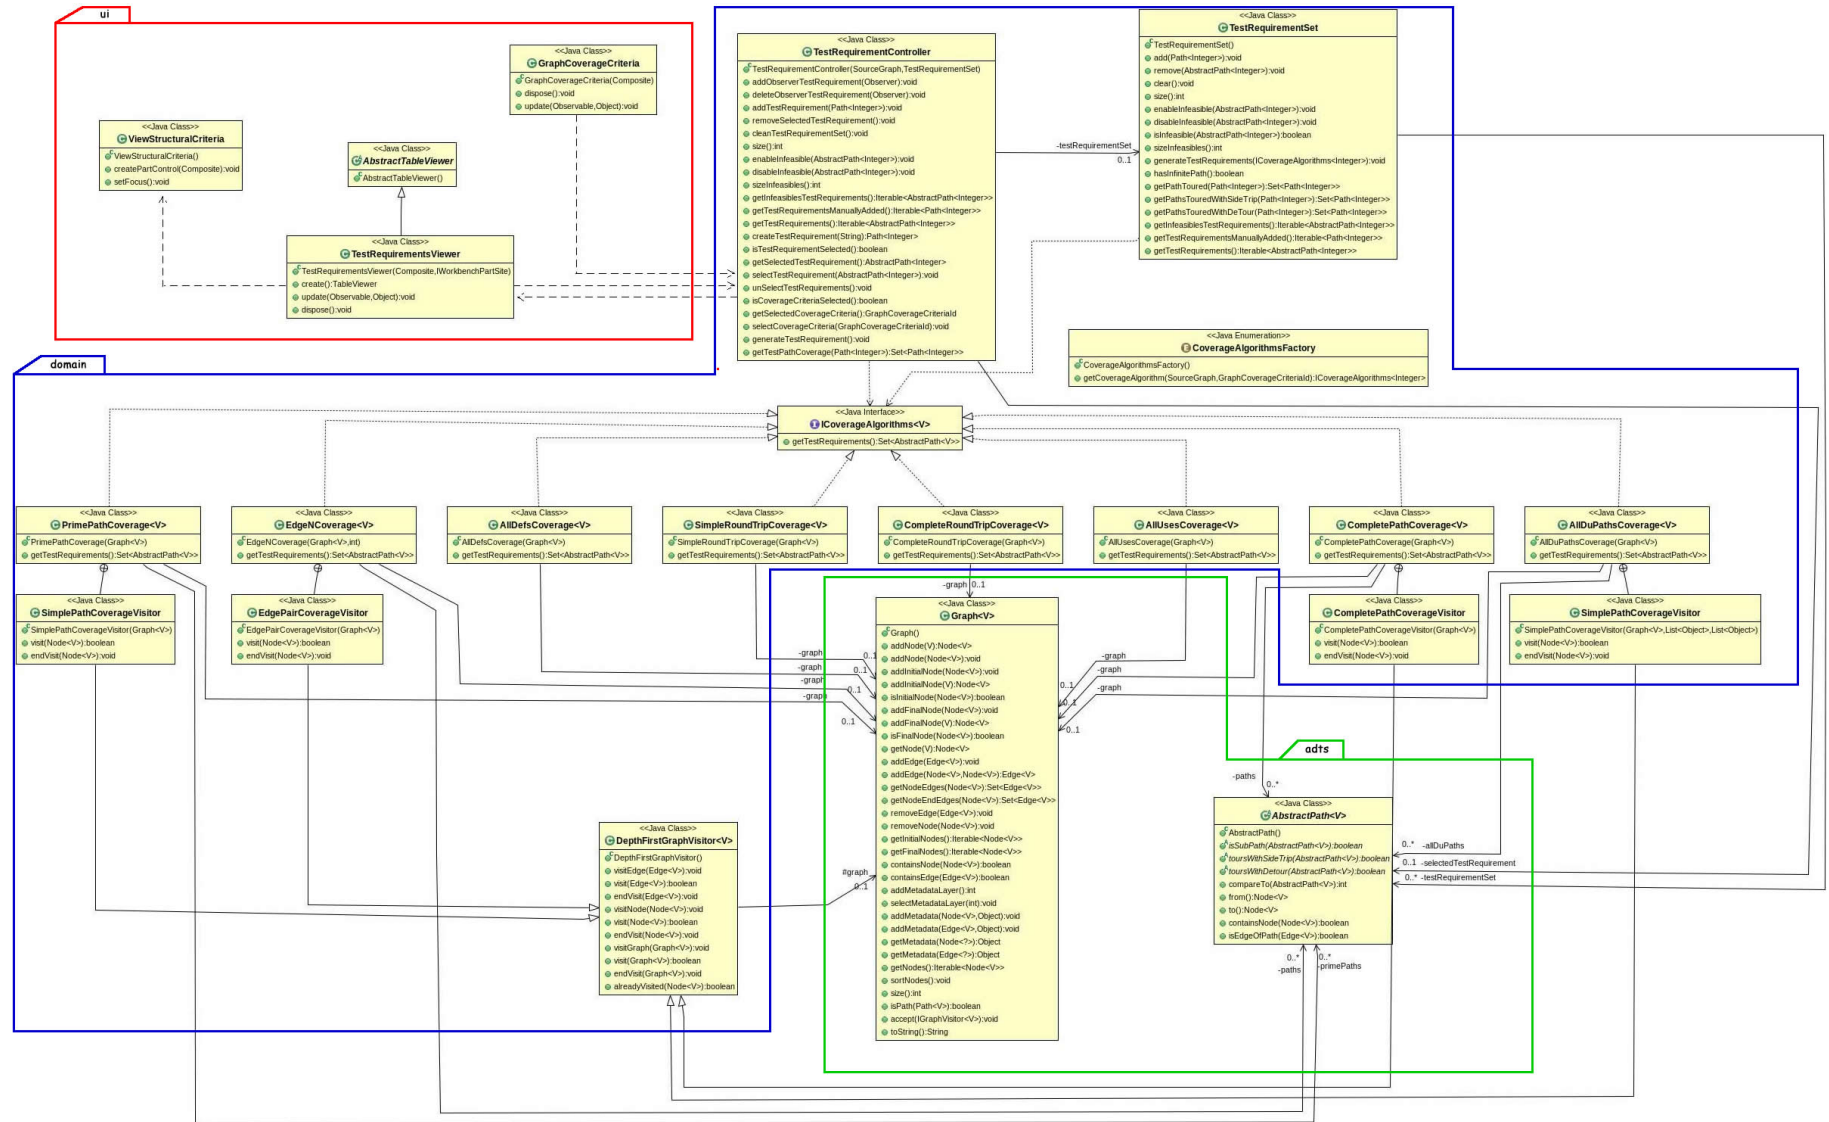 ui
<<Java Class>>
GraphCoverageCriteria
GraphCoverageCriteria(Composite)
dispose():void
update(Observable,Object):void
<<Java Class>>
ViewStructuralCriteria
ViewStructuralCriteria()
createPartControl(Composite):void
setFocus():void
<<Java Class>>
AbstractTableViewer
AbstractTableViewer()
<<Java Class>>
TestRequirementsViewer
TestRequirementsViewer(Composite,IWorkbenchPartSite)
create():TableViewer
update(Observable,Object):void
dispose():void
<<Java Class>>
TestRequirementController
TestRequirementController(SourceGraph,TestRequirementSet)
addObserverTestRequirement(Observer):void
deleteObserverTestRequirement(Observer):void
addTestRequirement(Path<Integer>):void
removeSelectedTestRequirement():void
cleanTestRequirementSet():void
size():int
enableInfeasible(AbstractPath<Integer>):void
disableInfeasible(AbstractPath<Integer>):void
sizeInfeasibles():int
getInfeasiblesTestRequirements():Iterable<AbstractPath<Integer>>
getTestRequirementsManuallyAdded():Iterable<Path<Integer>>
getTestRequirements():Iterable<AbstractPath<Integer>>
createTestRequirement(String):Path<Integer>
isTestRequirementSelected():boolean
getSelectedTestRequirement():AbstractPath<Integer>
selectTestRequirement(AbstractPath<Integer>):void
unSelectTestRequirements():void
isCoverageCriteriaSelected():boolean
getSelectedCoverageCriteria():GraphCoverageCriteriaId
selectCoverageCriteria(GraphCoverageCriteriaId):void
generateTestRequirement():void
getTestPathCoverage(Path<Integer>):Set<Path<Integer>>
-testRequirementSet
0..1
<<Java Class>>
TestRequirementSet
TestRequirementSet()
add(Path<Integer>):void
remove(AbstractPath<Integer>):void
clear():void
size():int
enableInfeasible(AbstractPath<Integer>):void
disableInfeasible(AbstractPath<Integer>):void
isInfeasible(AbstractPath<Integer>):boolean
sizeInfeasibles():int
generateTestRequirements(ICoverageAlgorithms<Integer>):void
hasInfinitePath():boolean
getPathToured(Path<Integer>):Set<Path<Integer>>
getPathsTouredWithSideTrip(Path<Integer>):Set<Path<Integer>>
getPathsTouredWithDeTour(Path<Integer>):Set<Path<Integer>>
getInfeasiblesTestRequirements():Iterable<AbstractPath<Integer>>
getTestRequirementsManuallyAdded():Iterable<Path<Integer>>
getTestRequirements():Iterable<AbstractPath<Integer>>
<<Java Enumeration>>
CoverageAlgorithmsFactory
CoverageAlgorithmsFactory()
getCoverageAlgorithm(SourceGraph,GraphCoverageCriteriaId):ICoverageAlgorithms<Integer>
domain
<<Java Interface>>
ICoverageAlgorithms<V>
getTestRequirements():Set<AbstractPath<V>>
<<Java Class>>
PrimePathCoverage<V>
PrimePathCoverage(Graph<V>)
getTestRequirements():Set<AbstractPath<V>>
<<Java Class>>
EdgeNCoverage<V>
EdgeNCoverage(Graph<V>,int)
getTestRequirements():Set<AbstractPath<V>>
<<Java Class>>
AllDefsCoverage<V>
AllDefsCoverage(Graph<V>)
getTestRequirements():Set<AbstractPath<V>>
<<Java Class>>
SimpleRoundTripCoverage<V>
SimpleRoundTripCoverage(Graph<V>)
getTestRequirements():Set<AbstractPath<V>>
<<Java Class>>
CompleteRoundTripCoverage<V>
CompleteRoundTripCoverage(Graph<V>)
getTestRequirements():Set<AbstractPath<V>>
<<Java Class>>
AllUsesCoverage<V>
AllUsesCoverage(Graph<V>)
getTestRequirements():Set<AbstractPath<V>>
<<Java Class>>
CompletePathCoverage<V>
CompletePathCoverage(Graph<V>)
getTestRequirements():Set<AbstractPath<V>>
<<Java Class>>
AllDuPathsCoverage<V>
AllDuPathsCoverage(Graph<V>)
getTestRequirements():Set<AbstractPath<V>>
<<Java Class>>
SimplePathCoverageVisitor
SimplePathCoverageVisitor(Graph<V>)
visit(Node<V>):boolean
endVisit(Node<V>):void
<<Java Class>>
EdgePairCoverageVisitor
EdgePairCoverageVisitor(Graph<V>)
visit(Node<V>):boolean
endVisit(Node<V>):void
<<Java Class>>
CompletePathCoverageVisitor
CompletePathCoverageVisitor(Graph<V>)
visit(Node<V>):boolean
endVisit(Node<V>):void
<<Java Class>>
SimplePathCoverageVisitor
SimplePathCoverageVisitor(Graph<V>,List<Object>,List<Object>)
visit(Node<V>):boolean
endVisit(Node<V>):void
-graph 0..1
-graph 0..1
-graph 0..1
-graph 0..1
-graph
0..1
-graph
0..1
-graph
0..1
-graph
0..1
<<Java Class>>
Graph<V>
Graph()
addNode(V):Node<V>
addNode(Node<V>):void
addInitialNode(Node<V>):void
addInitialNode(V):Node<V>
isInitialNode(Node<V>):boolean
addFinalNode(Node<V>):void
addFinalNode(V):Node<V>
isFinalNode(Node<V>):boolean
getNode(V):Node<V>
addEdge(Edge<V>):void
addEdge(Node<V>,Node<V>):Edge<V>
getNodeEdges(Node<V>):Set<Edge<V>>
getNodeEndEdges(Node<V>):Set<Edge<V>>
removeEdge(Edge<V>):void
removeNode(Node<V>):void
getInitialNodes():Iterable<Node<V>>
getFinalNodes():Iterable<Node<V>>
containsNode(Node<V>):boolean
containsEdge(Edge<V>):boolean
addMetadataLayer():int
selectMetadataLayer(int):void
addMetadata(Node<V>,Object):void
addMetadata(Edge<V>,Object):void
getMetadata(Node<?>):Object
getMetadata(Edge<?>):Object
getNodes():Iterable<Node<V>>
sortNodes():void
size():int
isPath(Path<V>):boolean
accept(IGraphVisitor<V>):void
toString():String
<<Java Class>>
DepthFirstGraphVisitor<V>
DepthFirstGraphVisitor()
visitEdge(Edge<V>):void
visit(Edge<V>):boolean
endVisit(Edge<V>):void
visitNode(Node<V>):void
visit(Node<V>):boolean
endVisit(Node<V>):void
visitGraph(Graph<V>):void
visit(Graph<V>):boolean
endVisit(Graph<V>):void
alreadyVisited(Node<V>):boolean
#graph
0..1
adts
-paths
0..*
<<Java Class>>
AbstractPath<V>
AbstractPath()
isSubPath(AbstractPath<V>):boolean
toursWithSideTrip(AbstractPath<V>):boolean
toursWithDetour(AbstractPath<V>):boolean
compareTo(AbstractPath<V>):int
from():Node<V>
to():Node<V>
containsNode(Node<V>):boolean
isEdgeOfPath(Edge<V>):boolean
0..* -allDuPaths
0..1 -selectedTestRequirement
0..* -testRequirementSet
0..*
-paths
0..*
-primePaths